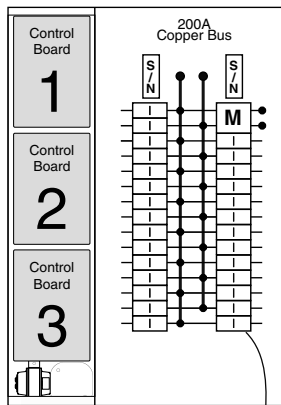 Control
Board
1
Control
Board
2
Control
Board
3
200A
Copper Bus
S/N
S/N
M